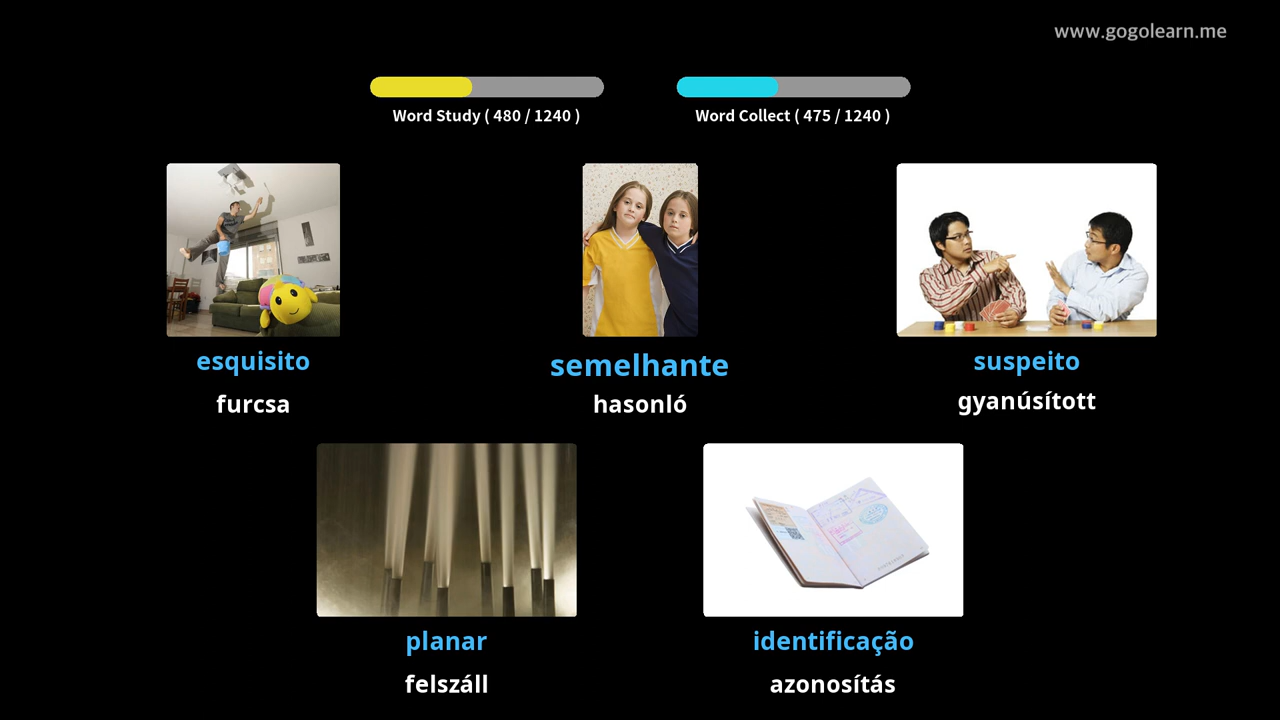 www.gogolearn.me
Word Study ( 480 / 1240 )
Word Collect ( 475 / 1240 )
esquisito
furcsa
semelhante
hasonló
suspeito
gyanúsított
planar
felszáll
identificação
azonosítás